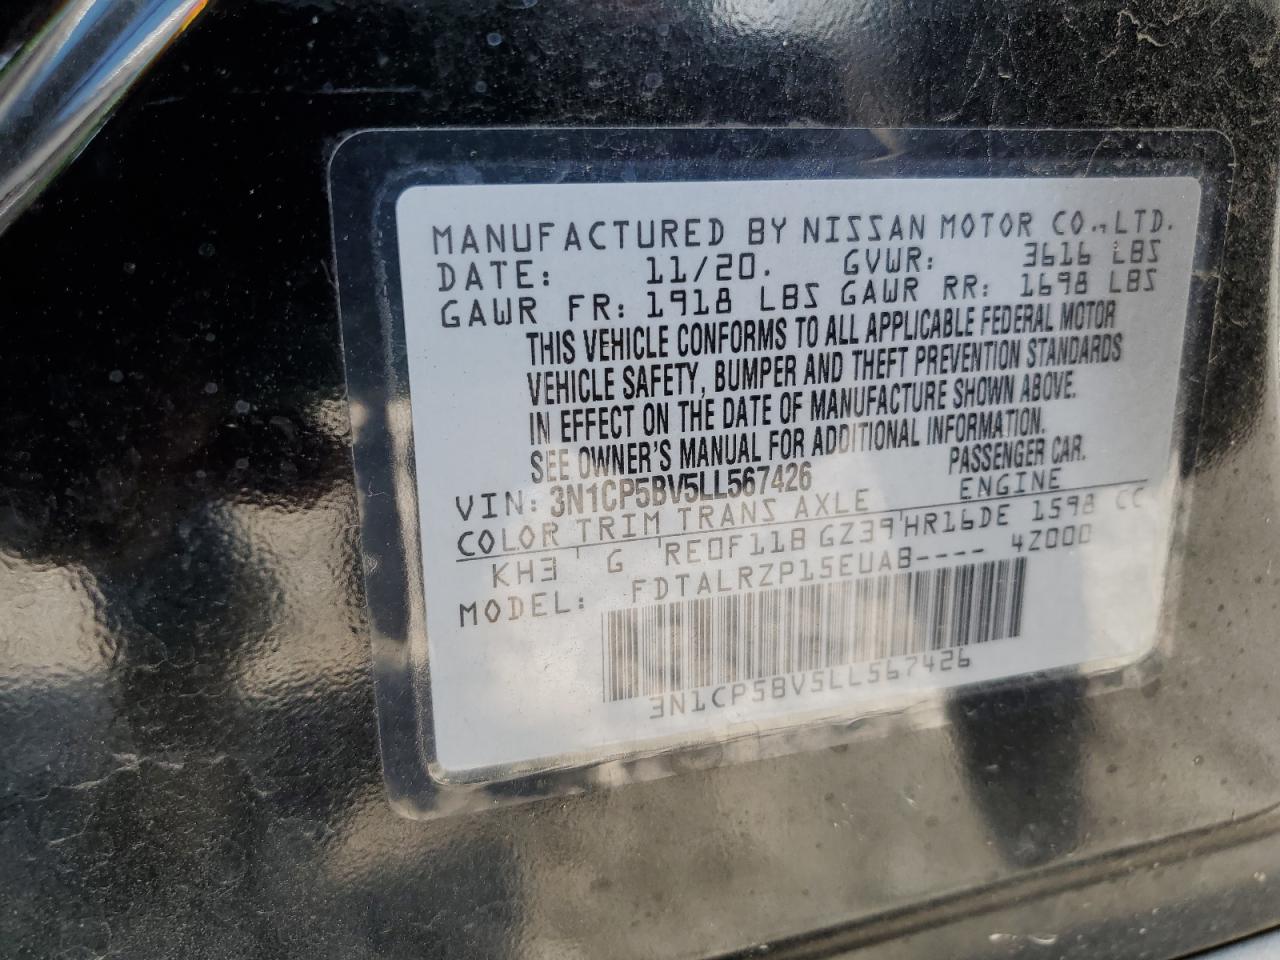 MANUFACTURED BY NISSAN MOTOR CO.,LTD.
DATE: 11/20. GVWR: 3616 LBS
GAWR FR: 1918 LBS GAWR RR: 1698 LBS
THIS VEHICLE CONFORMS TO ALL APPLICABLE FEDERAL MOTOR
VEHICLE SAFETY, BUMPER AND THEFT PREVENTION STANDARDS
IN EFFECT ON THE DATE OF MANUFACTURE SHOWN ABOVE.
SEE OWNER'S MANUAL FOR ADDITIONAL INFORMATION.
VIN: 3N1CP5BV5LL567426 PASSENGER CAR.
COLOR TRIM TRANS AXLE ENGINE
KH3 G RE0F11B GZ39 HR16DE 1598 CC
MODEL: FDTALRZP15EUAB---- 4Z000
3N1CP5BV5LL567426